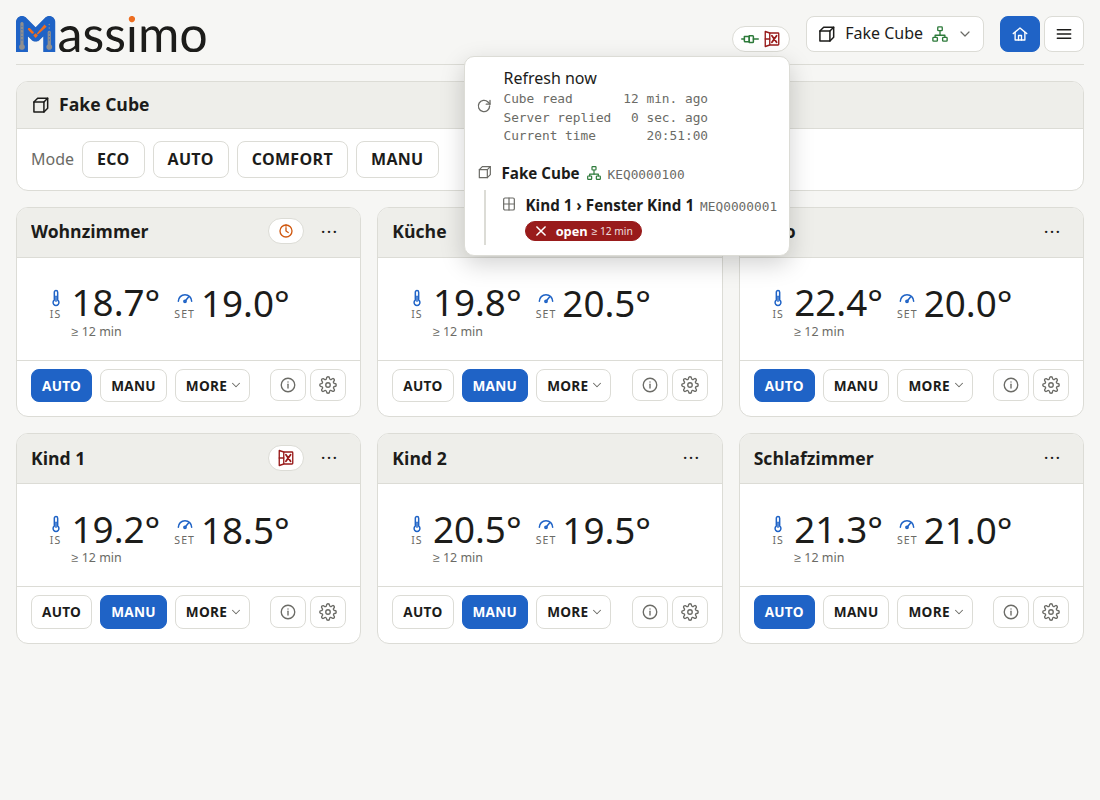 Massimo
Fake Cube
Refresh now
Cube read 12 min. ago
Server replied 0 sec. ago
Current time 20:51:00
Fake Cube KEQ0000100
Kind 1 › Fenster Kind 1 MEQ0000001
open ≥ 12 min
Fake Cube
Mode ECO AUTO COMFORT MANU
Wohnzimmer ...
18.7° 19.0°
IS SET
≥ 12 min
AUTO MANU MORE
Küche
19.8° 20.5°
IS SET
≥ 12 min
AUTO MANU MORE
o ...
22.4° 20.0°
IS SET
≥ 12 min
AUTO MANU MORE
Kind 1 ...
19.2° 18.5°
IS SET
≥ 12 min
AUTO MANU MORE
Kind 2 ...
20.5° 19.5°
IS SET
≥ 12 min
AUTO MANU MORE
Schlafzimmer ...
21.3° 21.0°
IS SET
≥ 12 min
AUTO MANU MORE